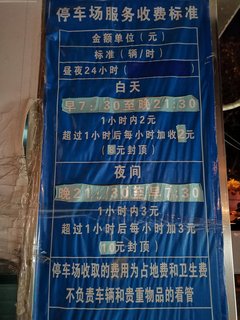 停车场服务收费标准
金额单位(元)
标准(辆/时)
昼夜24小时(
白天
早7:30至晚21:30
1小时内2元
超过1小时后每小时加收2元
(元封顶)
夜间
晚21:30至早7:30
1小时内3元
超过1小时后每小时加3元
(10元封顶)
停车场收取的费用为占地费和卫生费
不负责车辆和贵重物品的看管